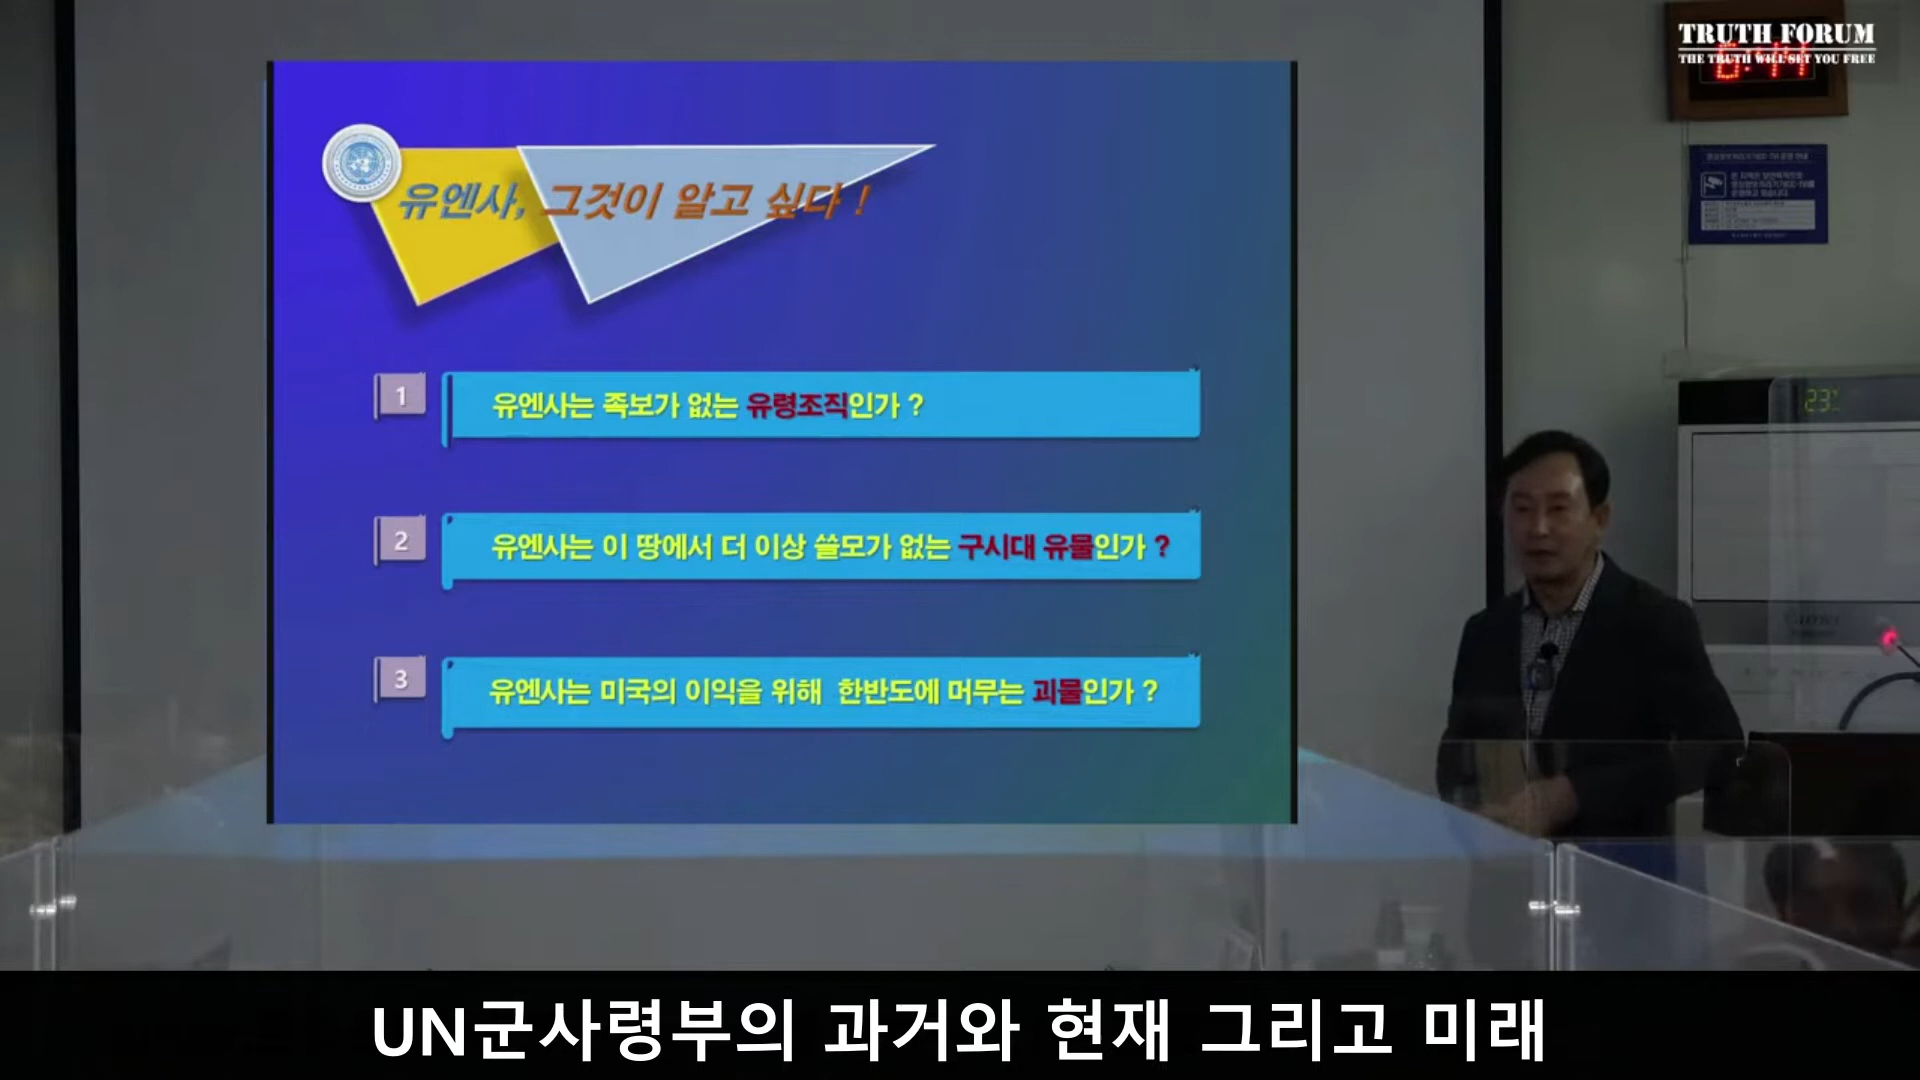 TRUTH FORUM
THE TRUTH WILL SET YOU FREE
유엔사, 그것이 알고 싶다 !
1
유엔사는 족보가 없는 유령조직인가 ?
2
유엔사는 이 땅에서 더 이상 쓸모가 없는 구시대 유물인가 ?
3
유엔사는 미국의 이익을 위해 한반도에 머무는 괴물인가 ?
23
UN군사령부의 과거와 현재 그리고 미래